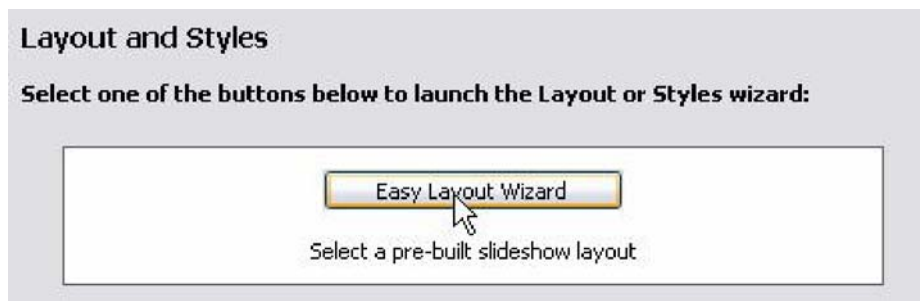 Layout and Styles
Select one of the buttons below to launch the Layout or Styles wizard:
Easy Layout Wizard
Select a pre-built slideshow layout